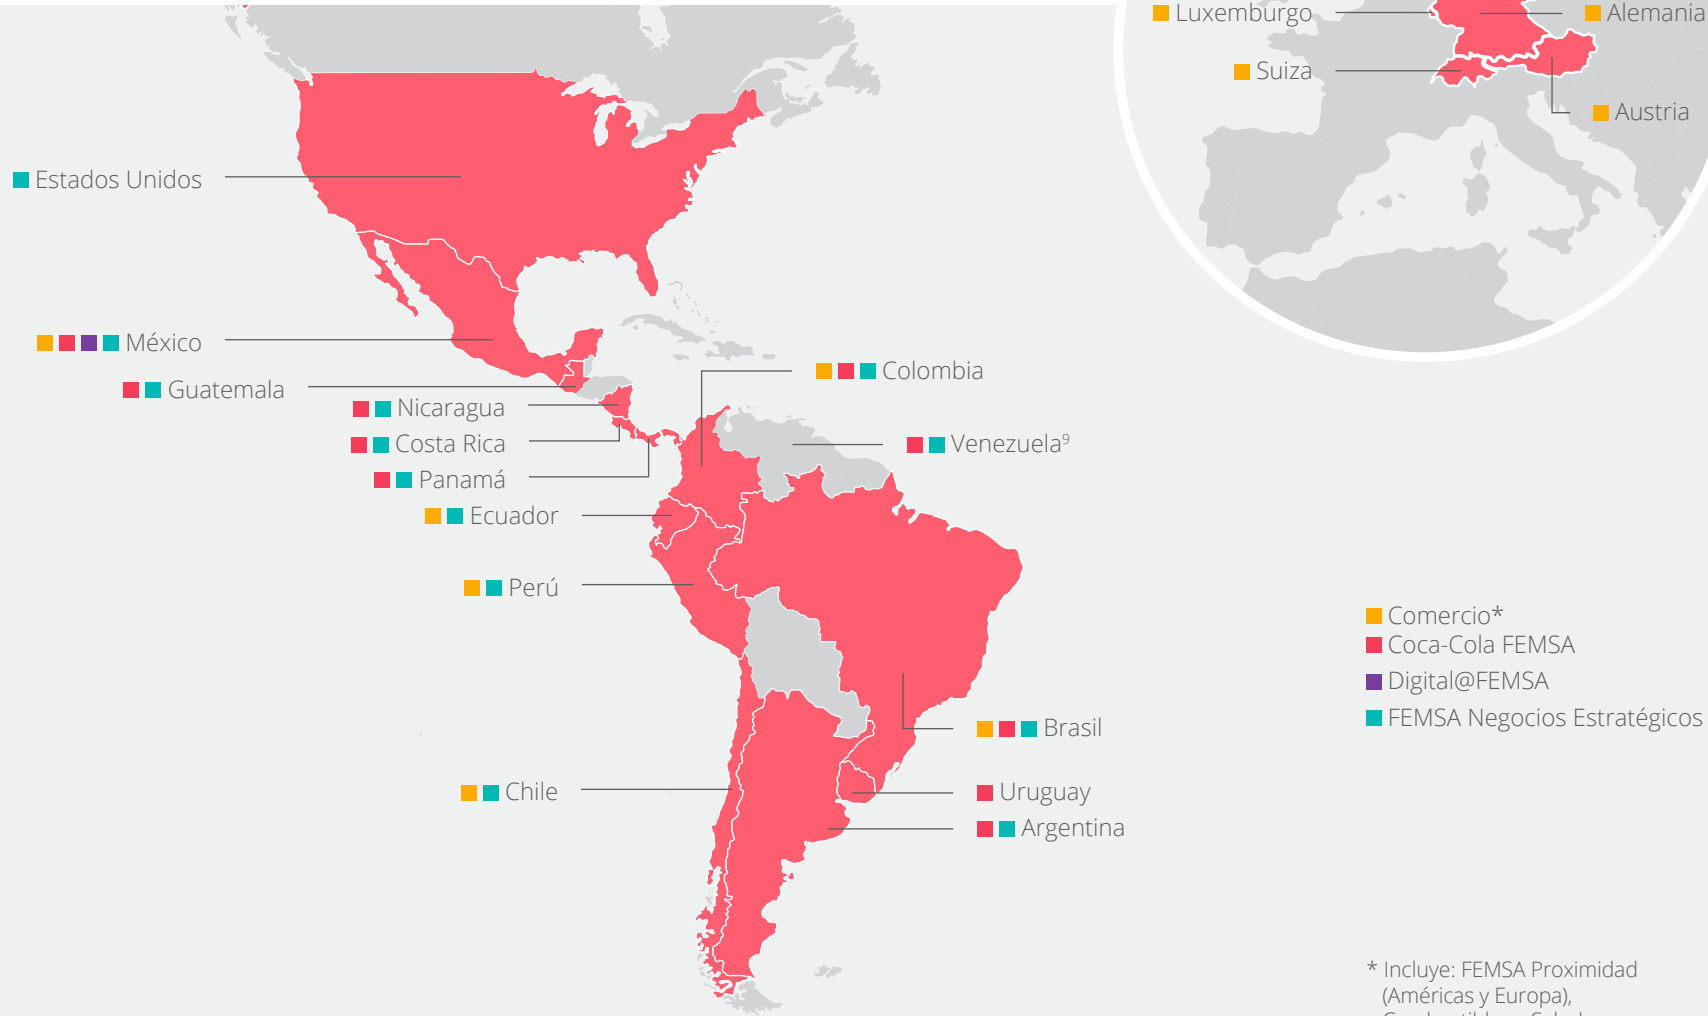 Luxemburgo
Alemania
Suiza
Austria
Estados Unidos
México
Guatemala
Nicaragua
Costa Rica
Panamá
Ecuador
Perú
Chile
Colombia
Venezuela⁹
Brasil
Uruguay
Argentina
Comercio*
Coca-Cola FEMSA
Digital@FEMSA
FEMSA Negocios Estratégicos
* Incluye: FEMSA Proximidad
(Américas y Europa),